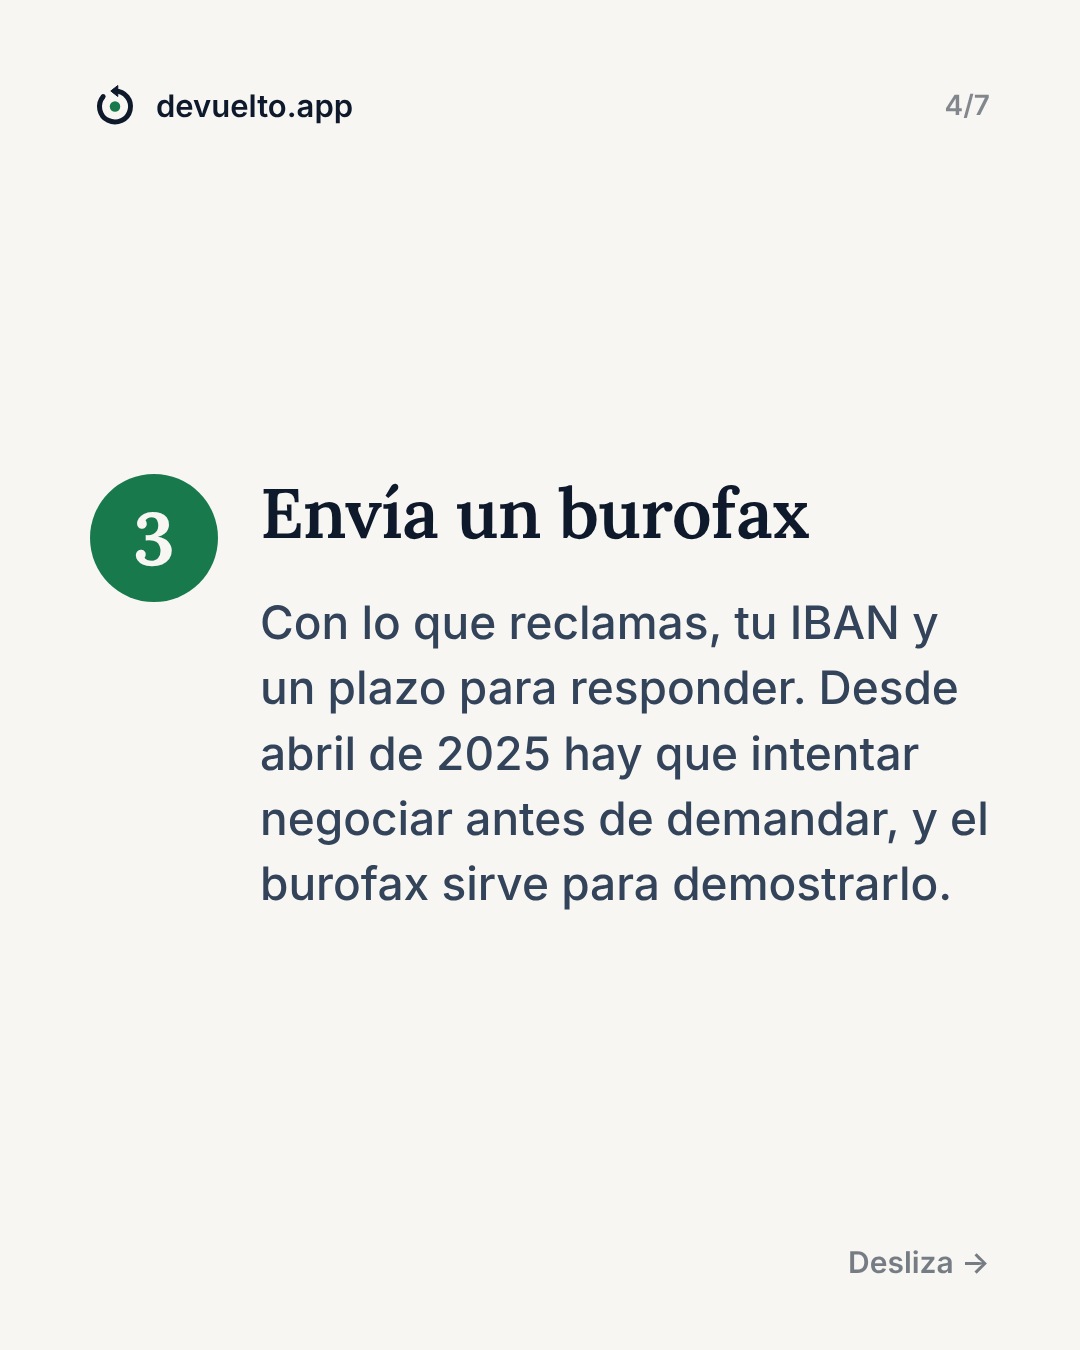 devuelto.app
4/7
3
Envía un burofax
Con lo que reclamas, tu IBAN y
un plazo para responder. Desde
abril de 2025 hay que intentar
negociar antes de demandar, y el
burofax sirve para demostrarlo.
Desliza →